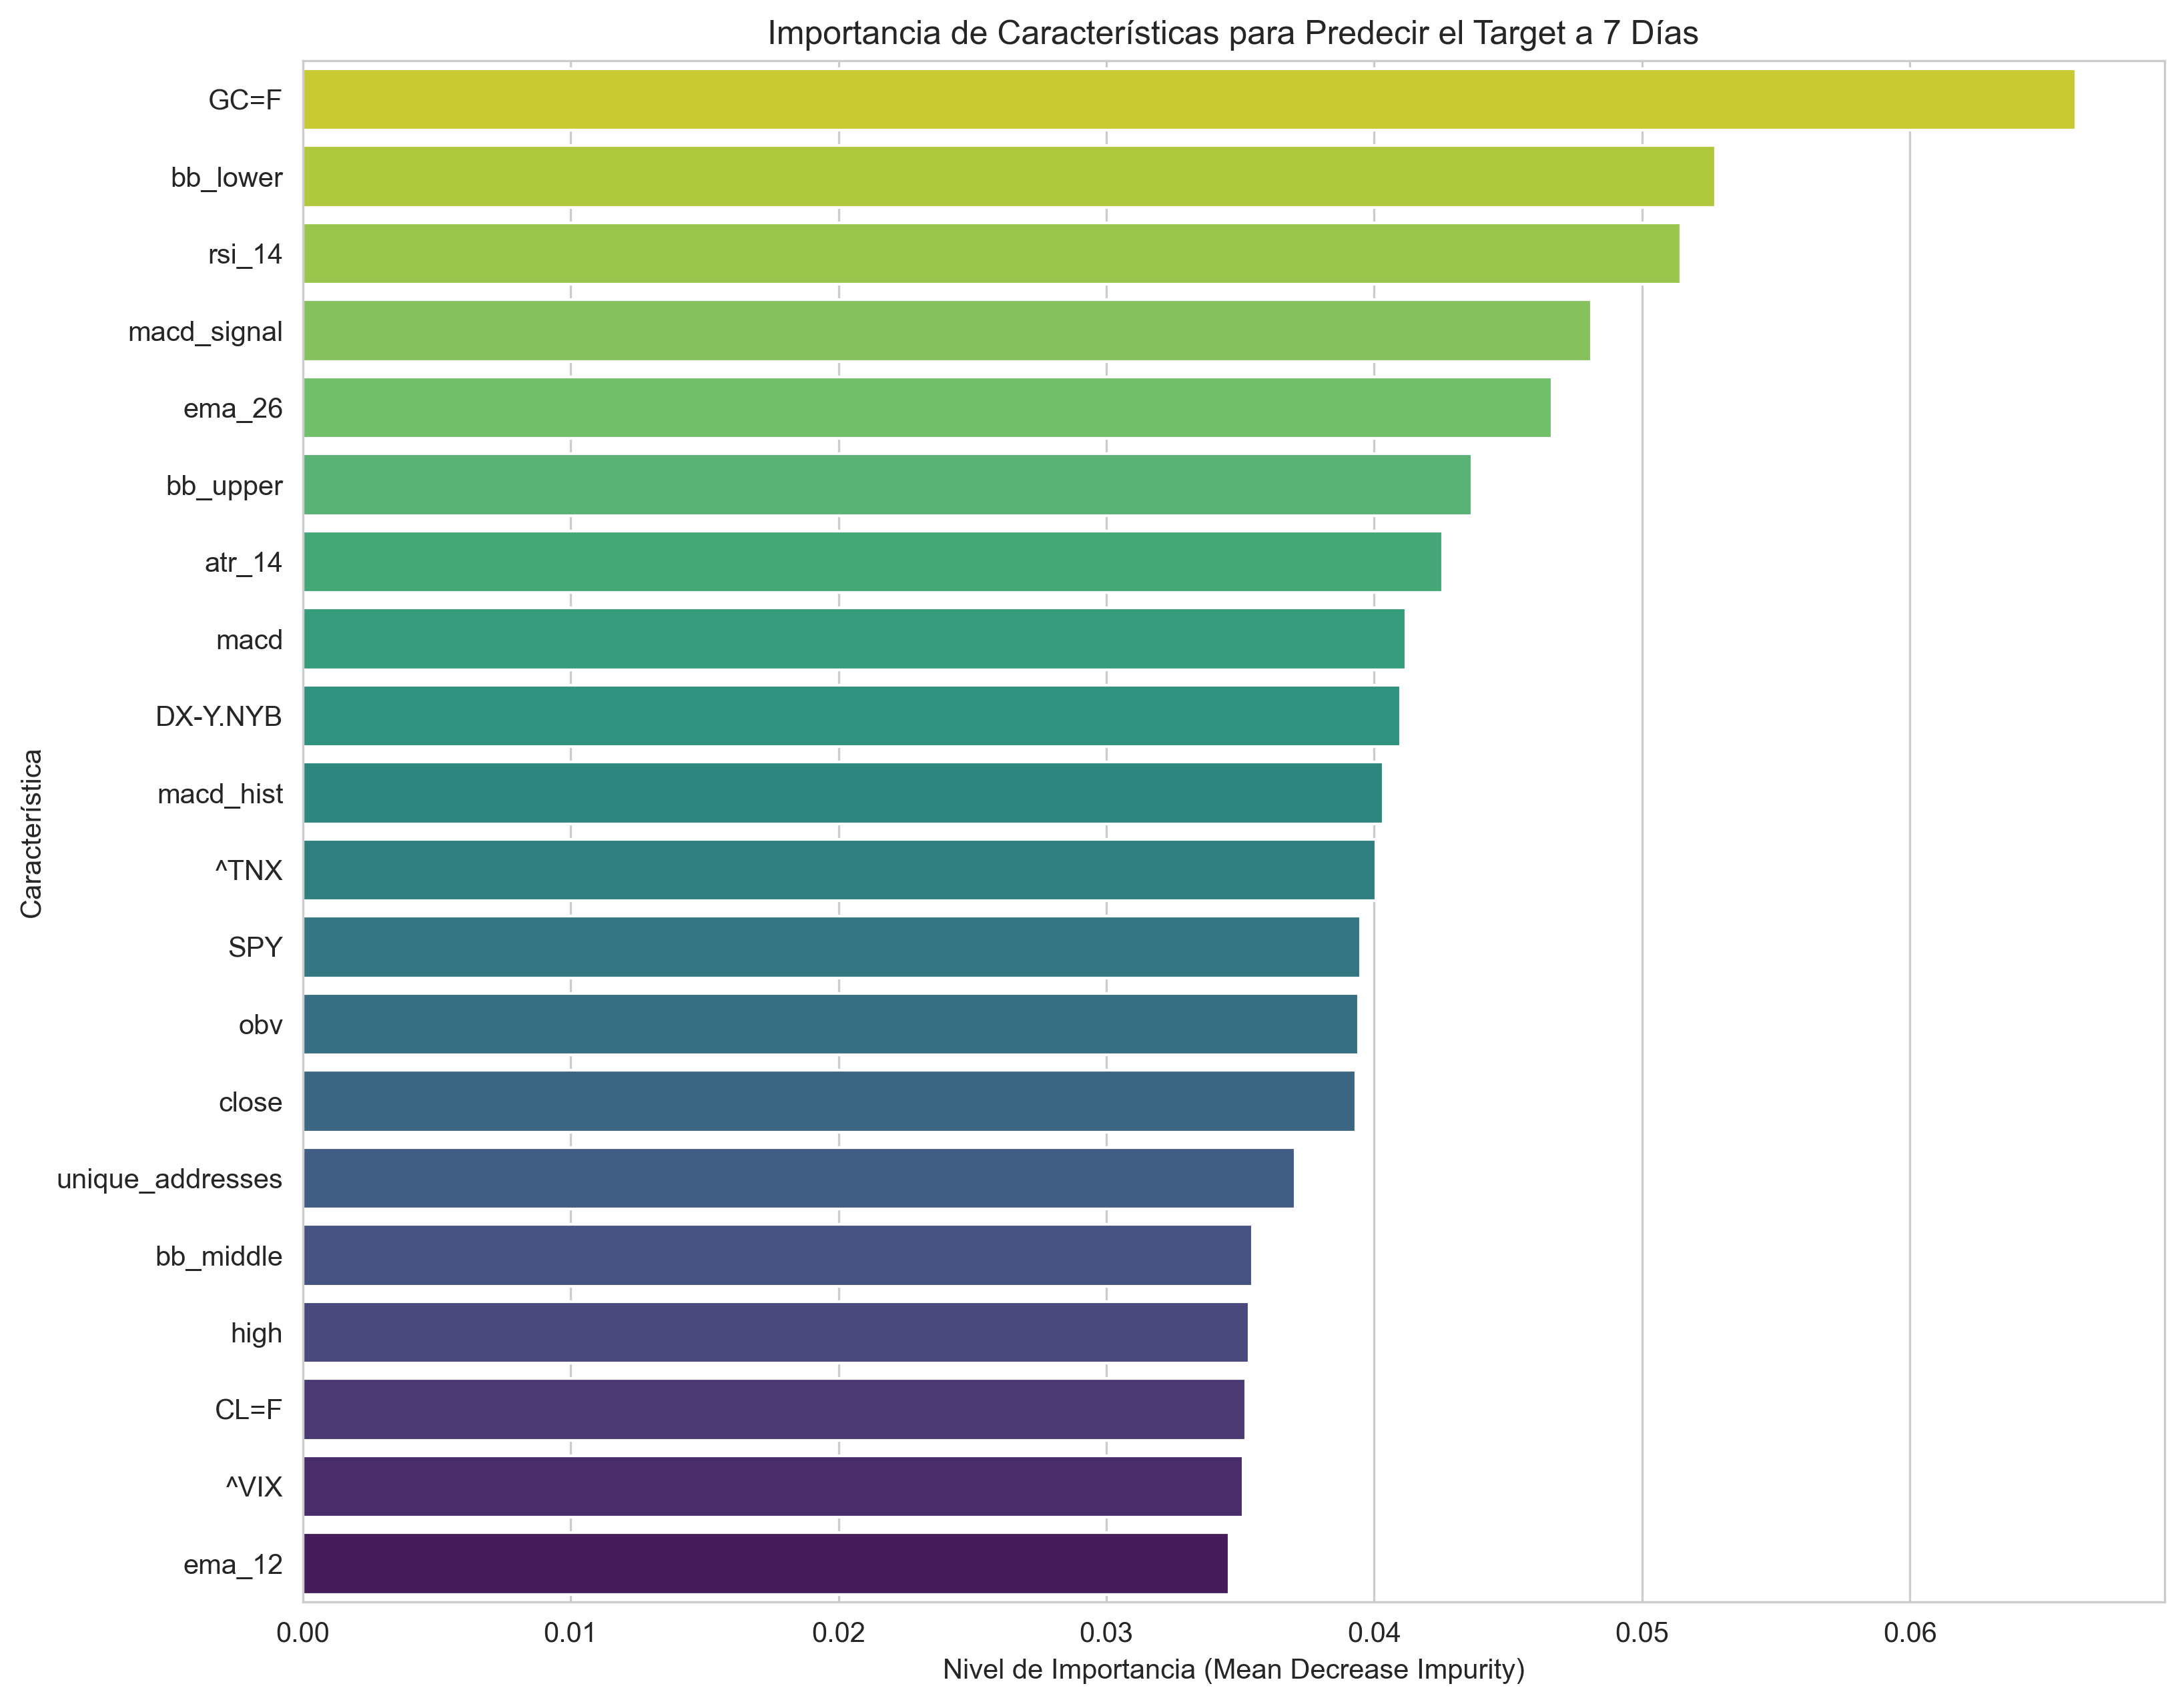 Importancia de Características para Predecir el Target a 7 Días
GC=F
bb_lower
rsi_14
macd_signal
ema_26
bb_upper
atr_14
macd
DX-Y.NYB
macd_hist
^TNX
SPY
obv
close
unique_addresses
bb_middle
high
CL=F
^VIX
ema_12
Característica
0.00 0.01 0.02 0.03 0.04 0.05 0.06
Nivel de Importancia (Mean Decrease Impurity)